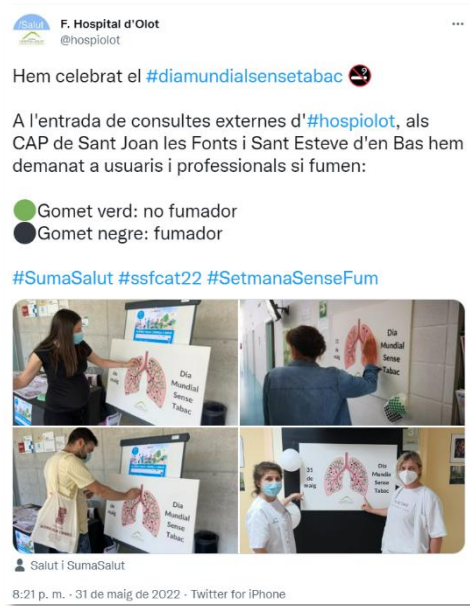 /Salut
F. Hospital d'Olot
@hospiolot
Hem celebrat el #diamundialsensetabac
A l'entrada de consultes externes d'#hospiolot, als
CAP de Sant Joan les Fonts i Sant Esteve d'en Bas hem
demanat a usuaris i professionals si fumen:
Gomet verd: no fumador
Gomet negre: fumador
#SumaSalut #ssfcat22 #SetmanaSenseFum
maig
Dia
Mundial
Sense
Tabac
Dia
Mundial
Sense
Tabac
Dia
Mundial
Sense
Tabac
31
de
maig
Dia
Mundial
Sense
Tabac
Salut i SumaSalut
8:21 p. m. · 31 de maig de 2022 · Twitter for iPhone